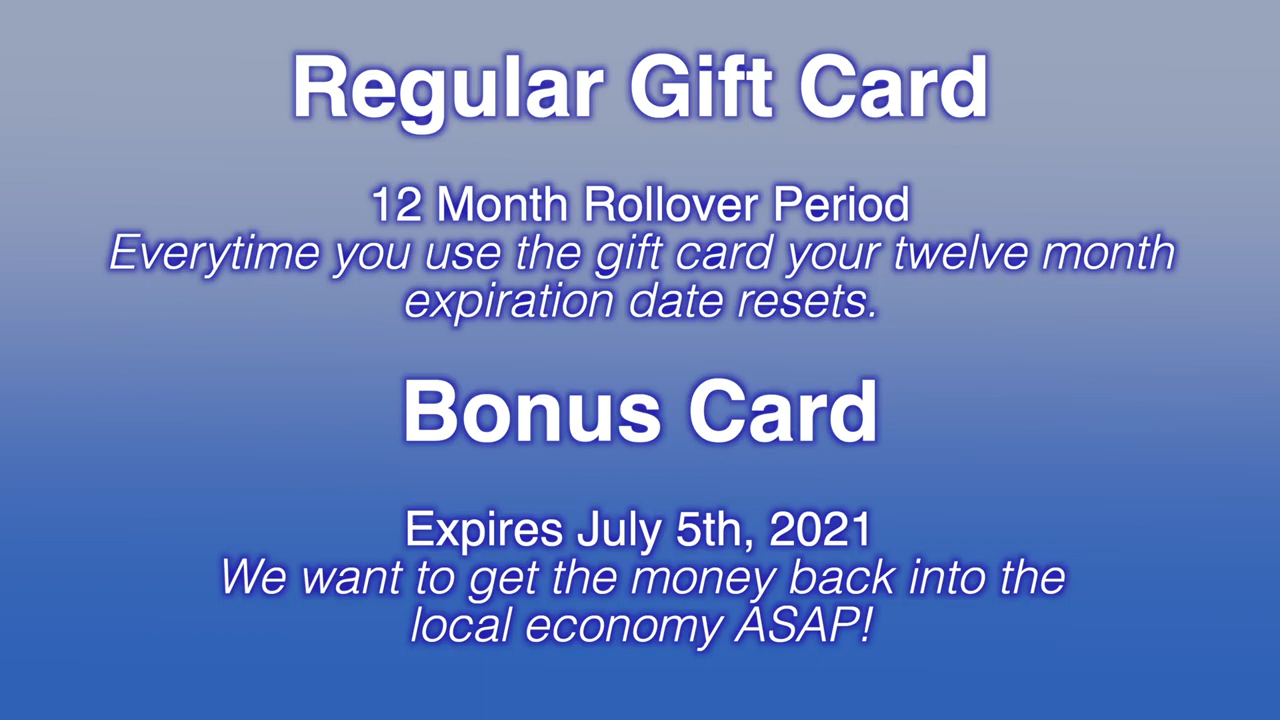 Regular Gift Card
12 Month Rollover Period
Everytime you use the gift card your twelve month
expiration date resets.
Bonus Card
Expires July 5th, 2021
We want to get the money back into the
local economy ASAP!